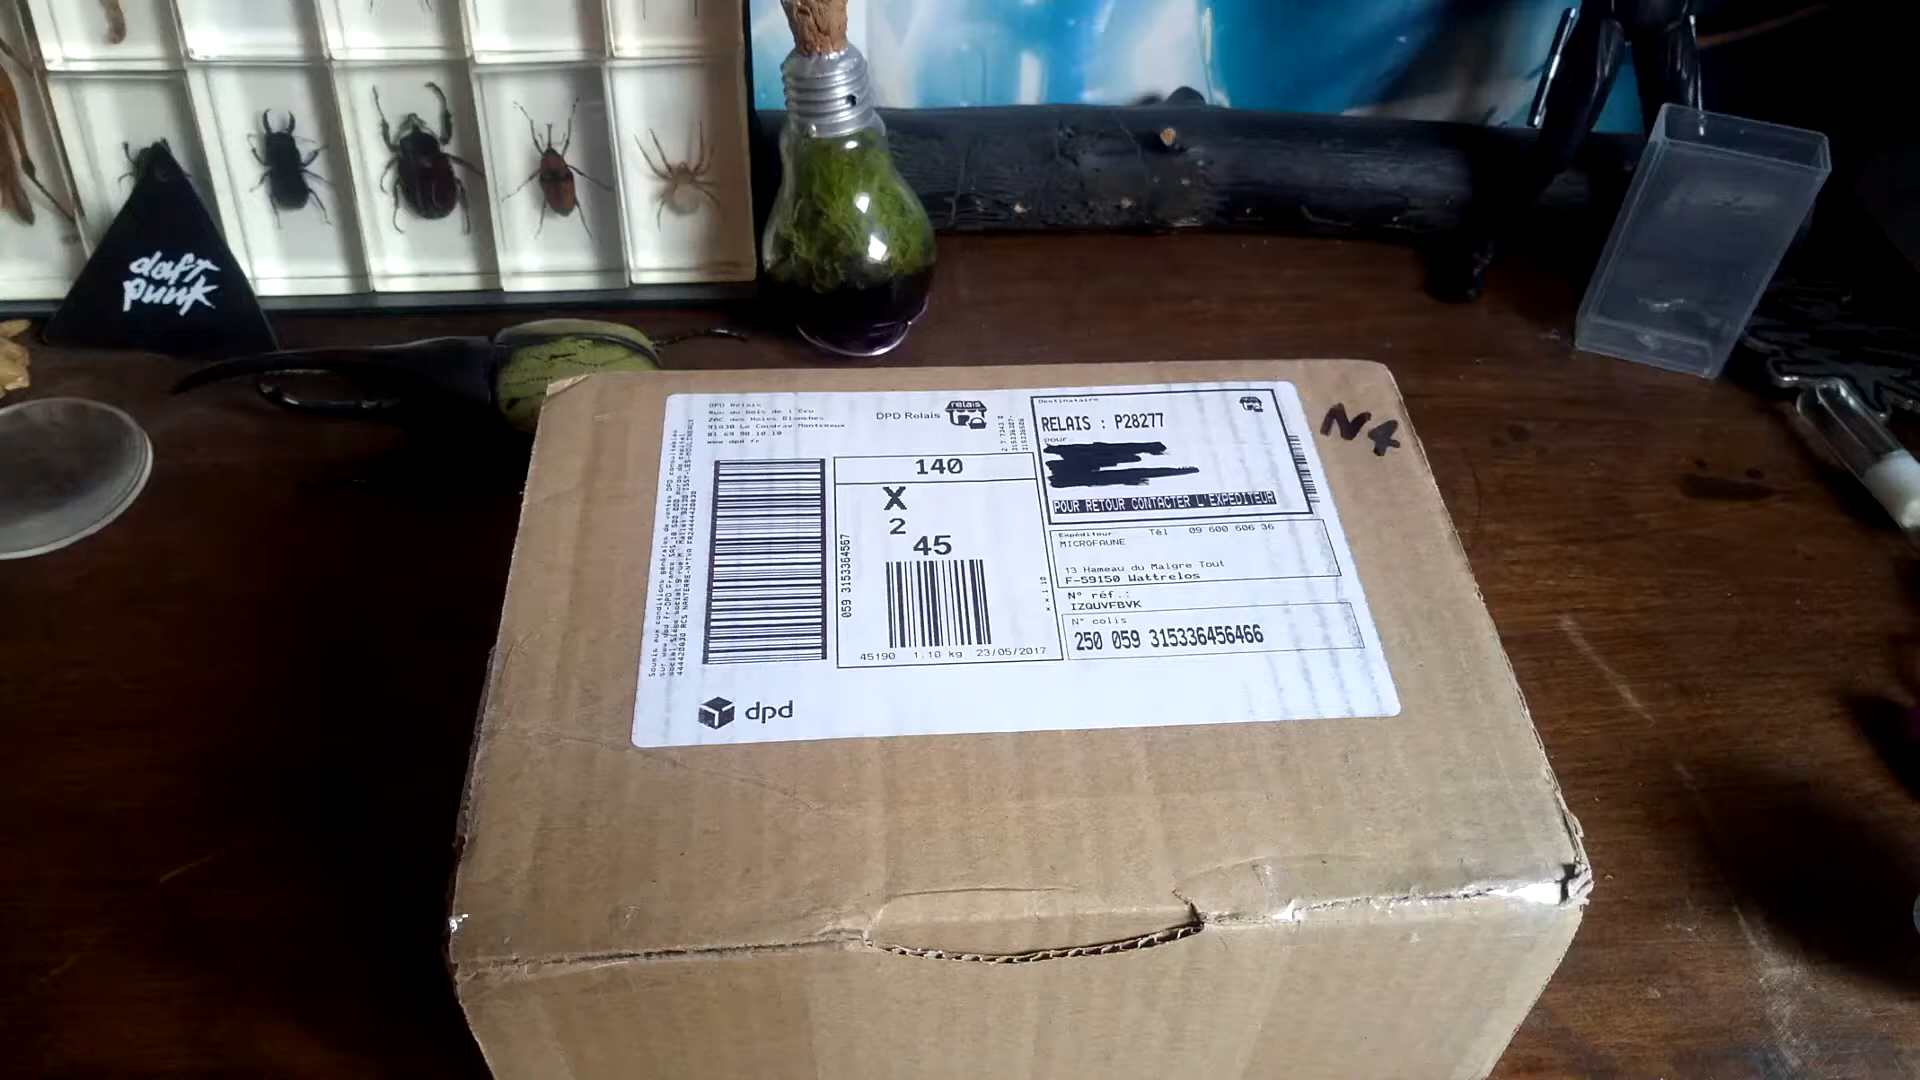 daft
punk
DPD Relais
Rue du Bois de l'Ecu
ZAC des Haies Blanches
91830 Le Coudray Montceaux
01 69 90.10.10
www.dpd.fr
DPD Relais
relais
140
X
2
45
059 3153364567
45190 1.10 kg 23/05/2017
Destinataire
RELAIS : P28277
pour
POUR RETOUR CONTACTER L'EXPEDITEUR
Expéditeur Tél 09 600 606 36
MICROFAUNE
13 Hameau du Maigre Tout
F-59150 Wattrelos
N° réf.:
IZQUVFBVK
N° colis
250 059 315336456466
dpd
N4